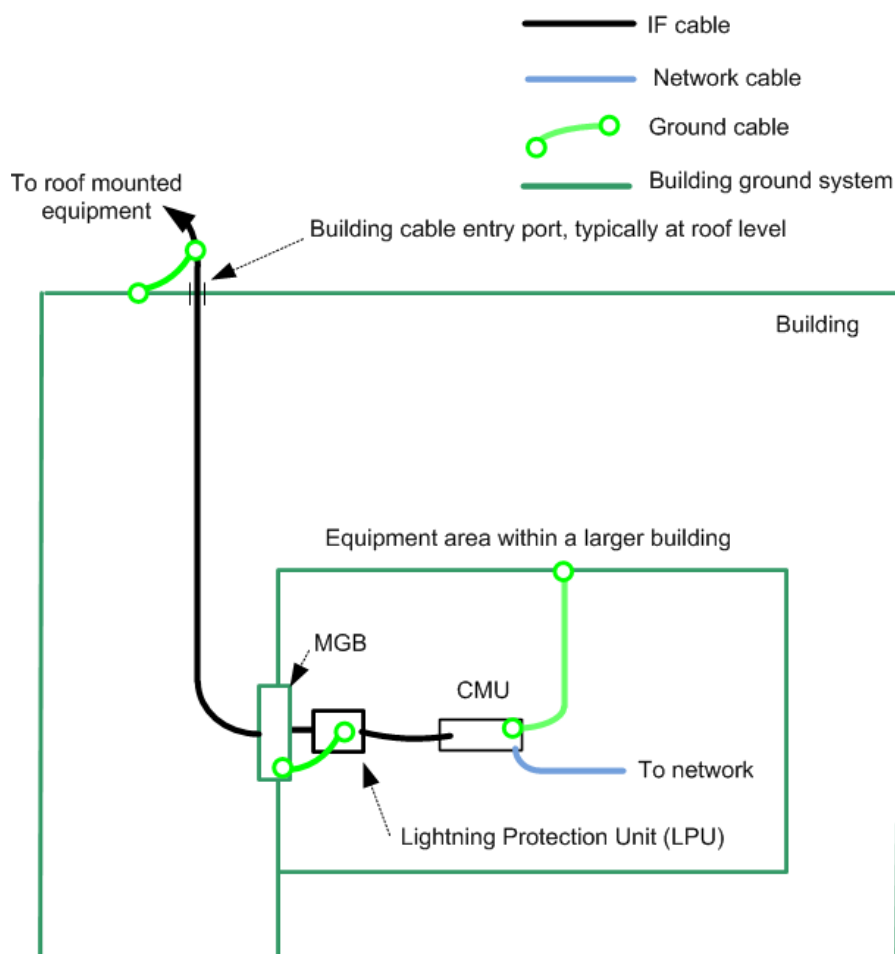 IF cable
Network cable
Ground cable
Building ground system
To roof mounted
equipment
Building cable entry port, typically at roof level
Building
Equipment area within a larger building
MGB
CMU
To network
Lightning Protection Unit (LPU)